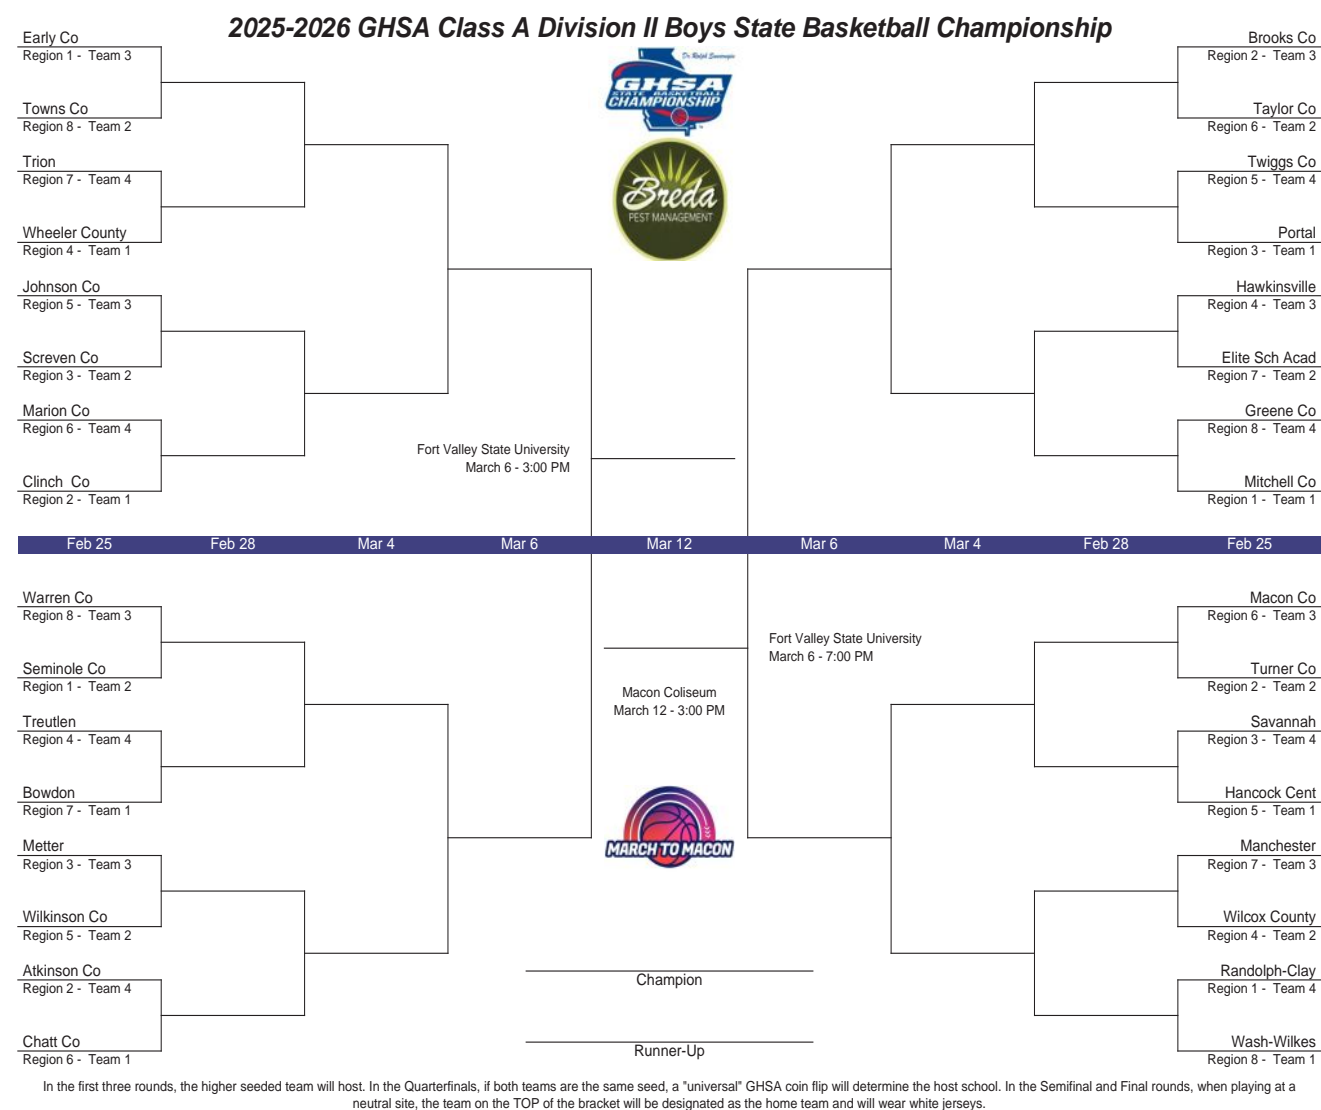 2025-2026 GHSA Class A Division II Boys State Basketball Championship
Dr. Ralph Swearngin
GHSA
STATE BASKETBALL
CHAMPIONSHIP
Breda
PEST MANAGEMENT
Early Co
Region 1 - Team 3
Towns Co
Region 8 - Team 2
Trion
Region 7 - Team 4
Wheeler County
Region 4 - Team 1
Johnson Co
Region 5 - Team 3
Screven Co
Region 3 - Team 2
Marion Co
Region 6 - Team 4
Clinch Co
Region 2 - Team 1
Fort Valley State University
March 6 - 3:00 PM
Brooks Co
Region 2 - Team 3
Taylor Co
Region 6 - Team 2
Twiggs Co
Region 5 - Team 4
Portal
Region 3 - Team 1
Hawkinsville
Region 4 - Team 3
Elite Sch Acad
Region 7 - Team 2
Greene Co
Region 8 - Team 4
Mitchell Co
Region 1 - Team 1
Feb 25 Feb 28 Mar 4 Mar 6 Mar 12 Mar 6 Mar 4 Feb 28 Feb 25
Warren Co
Region 8 - Team 3
Seminole Co
Region 1 - Team 2
Treutlen
Region 4 - Team 4
Bowdon
Region 7 - Team 1
Metter
Region 3 - Team 3
Wilkinson Co
Region 5 - Team 2
Atkinson Co
Region 2 - Team 4
Chatt Co
Region 6 - Team 1
Fort Valley State University
March 6 - 7:00 PM
Macon Coliseum
March 12 - 3:00 PM
MARCH TO MACON
Champion
Runner-Up
Macon Co
Region 6 - Team 3
Turner Co
Region 2 - Team 2
Savannah
Region 3 - Team 4
Hancock Cent
Region 5 - Team 1
Manchester
Region 7 - Team 3
Wilcox County
Region 4 - Team 2
Randolph-Clay
Region 1 - Team 4
Wash-Wilkes
Region 8 - Team 1
In the first three rounds, the higher seeded team will host. In the Quarterfinals, if both teams are the same seed, a "universal" GHSA coin flip will determine the host school. In the Semifinal and Final rounds, when playing at a
neutral site, the team on the TOP of the bracket will be designated as the home team and will wear white jerseys.